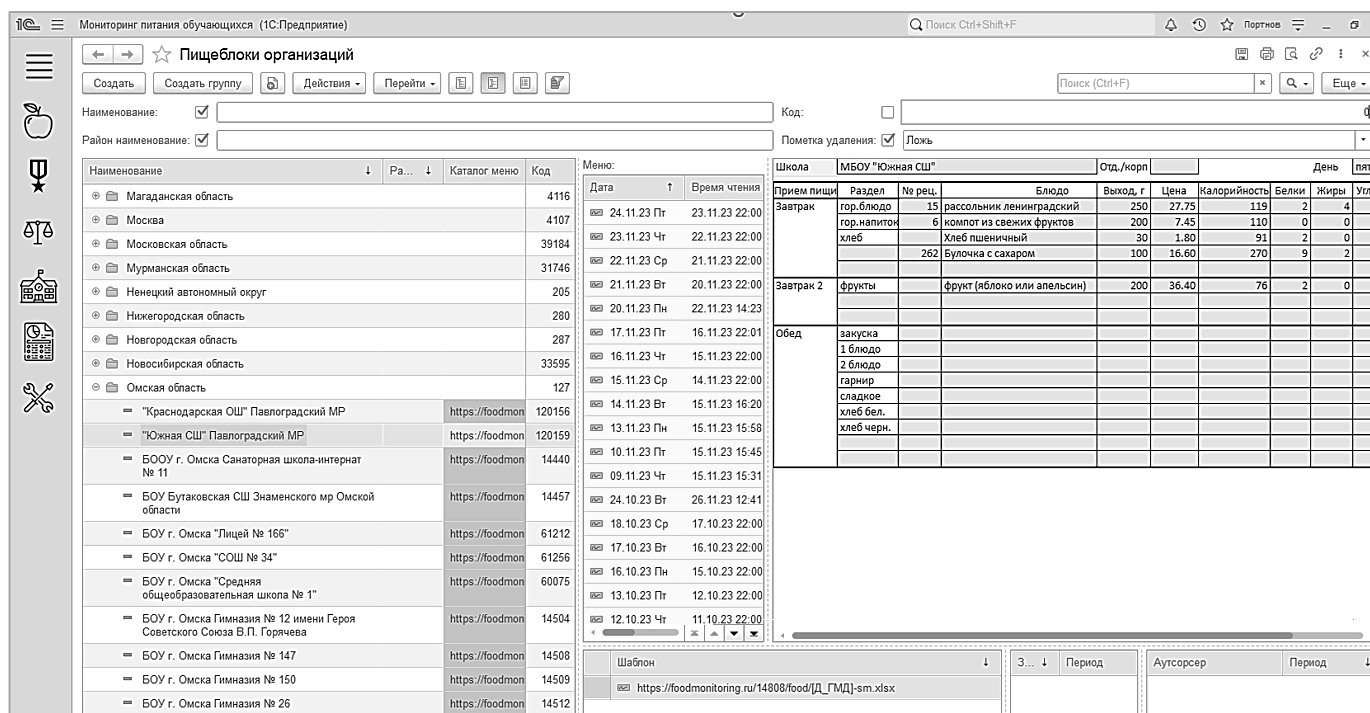 1С Мониторинг питания обучающихся (1С:Предприятие) Поиск Ctrl+Shift+F Портнов
Пищеблоки организаций
Создать Создать группу Действия Перейти Поиск (Ctrl+F) × Еще
Наименование: Код: 0
Район наименование: Пометка удаления: Ложь
Наименование ↓ Ра... ↓ Каталог меню Код
Магаданская область 4116
Москва 4107
Московская область 39184
Мурманская область 31746
Ненецкий автономный округ 205
Нижегородская область 280
Новгородская область 287
Новосибирская область 33595
Омская область 127
"Краснодарская ОШ" Павлоградский МР https://foodmon 120156
"Южная СШ" Павлоградский МР https://foodmon 120159
БООУ г. Омска Санаторная школа-интернат https://foodmon 14440
№ 11
БОУ Бутаковская СШ Знаменского мр Омской https://foodmon 14457
области
БОУ г. Омска "Лицей № 166" https://foodmon 61212
БОУ г. Омска "СОШ № 34" https://foodmon 61256
БОУ г. Омска "Средняя https://foodmon 60075
общеобразовательная школа № 1"
БОУ г. Омска Гимназия № 12 имени Героя https://foodmon 14504
Советского Союза В.П. Горячева
БОУ г. Омска Гимназия № 147 https://foodmon 14508
БОУ г. Омска Гимназия № 150 https://foodmon 14509
БОУ г. Омска Гимназия № 26 https://foodmon 14512
Меню:
Дата ↑ Время чтения
24.11.23 Пт 23.11.23 22:00
23.11.23 Чт 22.11.23 22:00
22.11.23 Ср 21.11.23 22:00
21.11.23 Вт 20.11.23 22:00
20.11.23 Пн 22.11.23 14:23
17.11.23 Пт 16.11.23 22:01
16.11.23 Чт 15.11.23 22:00
15.11.23 Ср 14.11.23 22:00
14.11.23 Вт 15.11.23 16:20
13.11.23 Пн 15.11.23 15:58
10.11.23 Пт 15.11.23 15:45
09.11.23 Чт 15.11.23 15:31
24.10.23 Вт 26.11.23 12:41
18.10.23 Ср 17.10.23 22:00
17.10.23 Вт 16.10.23 22:00
16.10.23 Пн 15.10.23 22:00
13.10.23 Пт 12.10.23 22:00
12.10.23 Чт 11.10.23 22:00
Школа МБОУ "Южная СШ" Отд./корп День пят
Прием пищи Раздел № рец. Блюдо Выход, г Цена Калорийность Белки Жиры Угл
Завтрак гор.блюдо 15 рассольник ленинградский 250 27.75 119 2 4
гор.напиток 6 компот из свежих фруктов 200 7.45 110 0 0
хлеб Хлеб пшеничный 30 1.80 91 2 0
262 Булочка с сахаром 100 16.60 270 9 2
Завтрак 2 фрукты фрукт (яблоко или апельсин) 200 36.40 76 2 0
Обед закуска
1 блюдо
2 блюдо
гарнир
сладкое
хлеб бел.
хлеб черн.
Шаблон ↓ З... ↓ Период Аутсорсер Период ↓
https://foodmonitoring.ru/14808/food/[Д_ГМД]-sm.xlsx